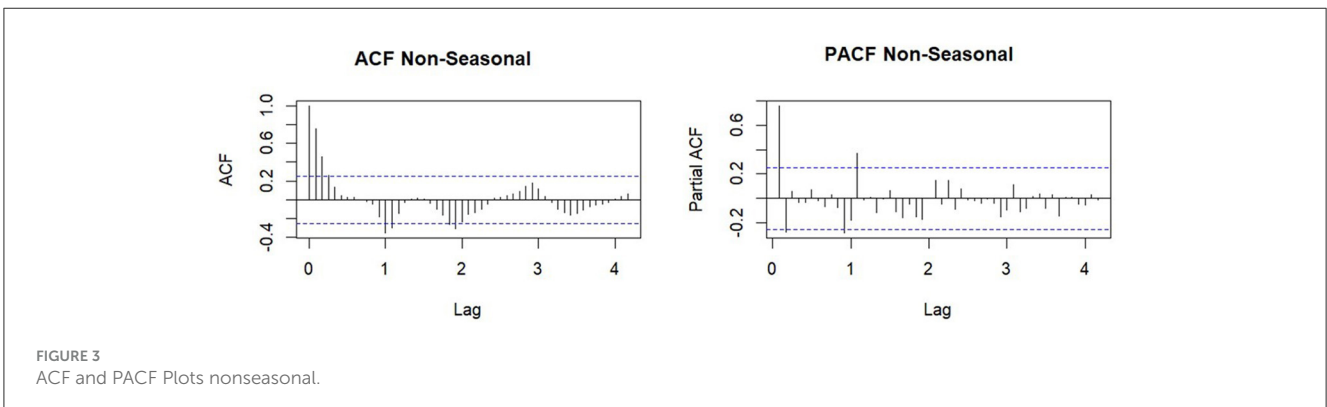 ACF Non-Seasonal
ACF
1.0
0.6
0.2
-0.4
0 1 2 3 4
Lag
PACF Non-Seasonal
Partial ACF
0.6
0.2
-0.2
0 1 2 3 4
Lag
FIGURE 3
ACF and PACF Plots nonseasonal.